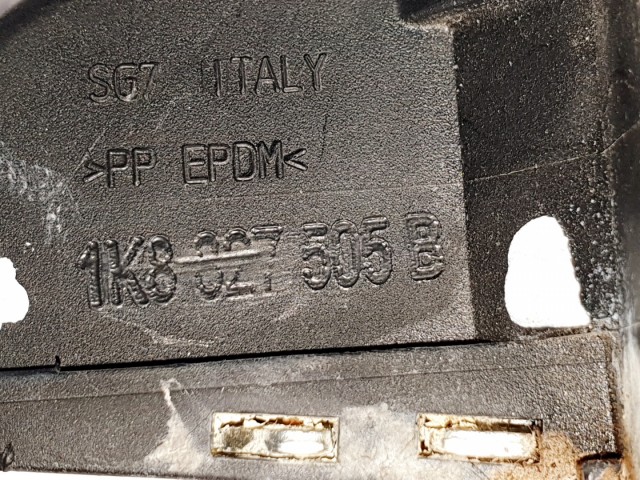 SG7 ITALY
>PP EPDM<
1K8 827 505 B